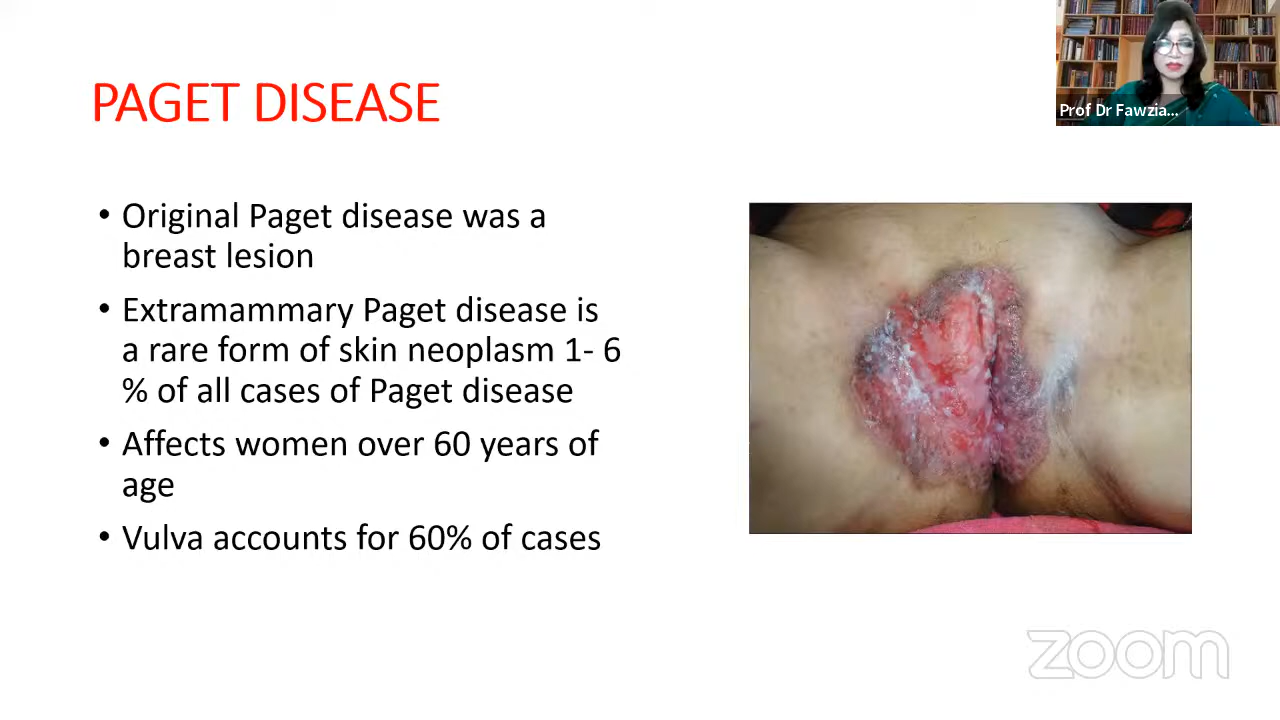 Prof Dr Fawzia...
PAGET DISEASE
• Original Paget disease was a
breast lesion
• Extramammary Paget disease is
a rare form of skin neoplasm 1- 6
% of all cases of Paget disease
• Affects women over 60 years of
age
• Vulva accounts for 60% of cases
zoom